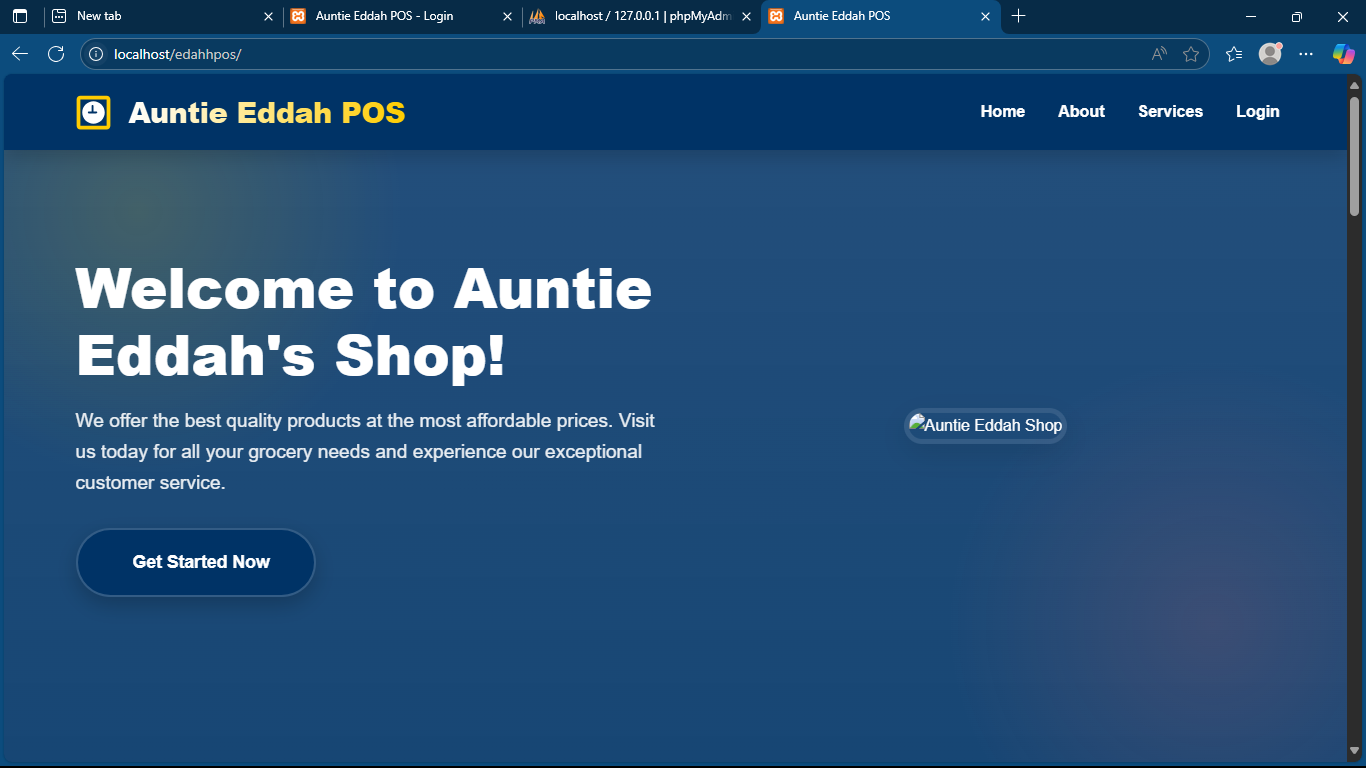 New tab
Auntie Eddah POS - Login
localhost / 127.0.0.1 | phpMyAdm
Auntie Eddah POS
localhost/edahhpos/
Auntie Eddah POS
Home
About
Services
Login
Welcome to Auntie
Eddah's Shop!
We offer the best quality products at the most affordable prices. Visit
us today for all your grocery needs and experience our exceptional
customer service.
Auntie Eddah Shop
Get Started Now